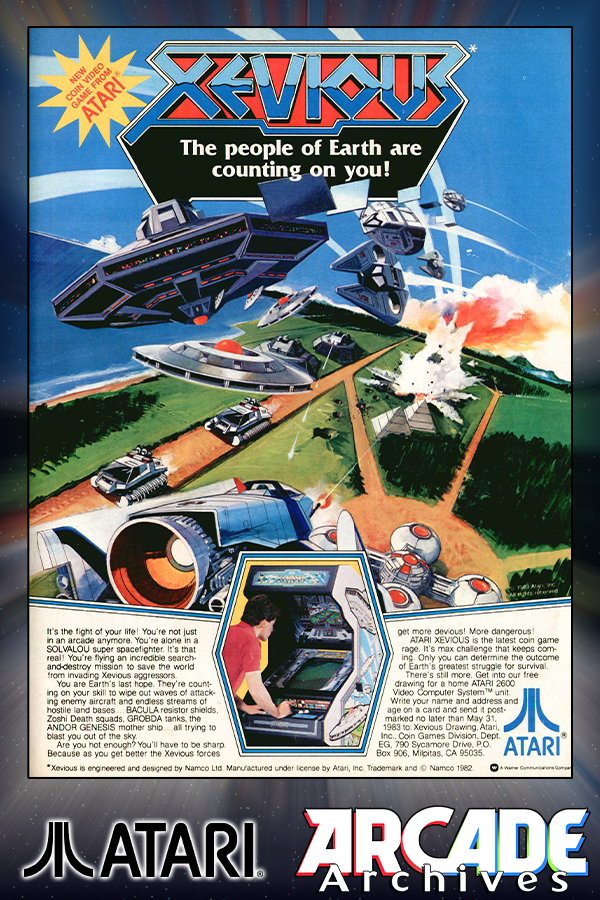 NEW
COIN VIDEO
GAME FROM
ATARI®
XEVIOUS*
The people of Earth are
counting on you!
© 1983 Atari, Inc.
All rights reserved.
XEVIOUS
It's the fight of your life! You're not just
in an arcade anymore. You're alone in a
SOLVALOU super spacefighter. It's that
real! You're flying an incredible search-
and-destroy mission to save the world
from invading Xevious aggressors.
You are Earth's last hope. They're count-
ing on your skill to wipe out waves of attack-
ing enemy aircraft and endless streams of
hostile land bases...BACULA resistor shields,
Zoshi Death squads, GROBDA tanks, the
ANDOR GENESIS mother ship...all trying to
blast you out of the sky.
Are you hot enough? You'll have to be sharp.
Because as you get better the Xevious forces
get more devious! More dangerous!
ATARI XEVIOUS is the latest coin game
rage. It's max challenge that keeps com-
ing. Only you can determine the outcome
of Earth's greatest struggle for survival.
There's still more. Get into our free
drawing for a home ATARI 2600
Video Computer System™ unit.
Write your name and address and
age on a card and send it post-
marked no later than May 31,
1983 to: Xevious Drawing, Atari,
Inc., Coin Games Division, Dept.
EG, 790 Sycamore Drive, P.O.
Box 906, Milpitas, CA 95035.
ATARI®
*Xevious is engineered and designed by Namco Ltd. Manufactured under license by Atari, Inc. Trademark and © Namco 1982.
A Warner Communications Company
ATARI®
ARCADE
Archives